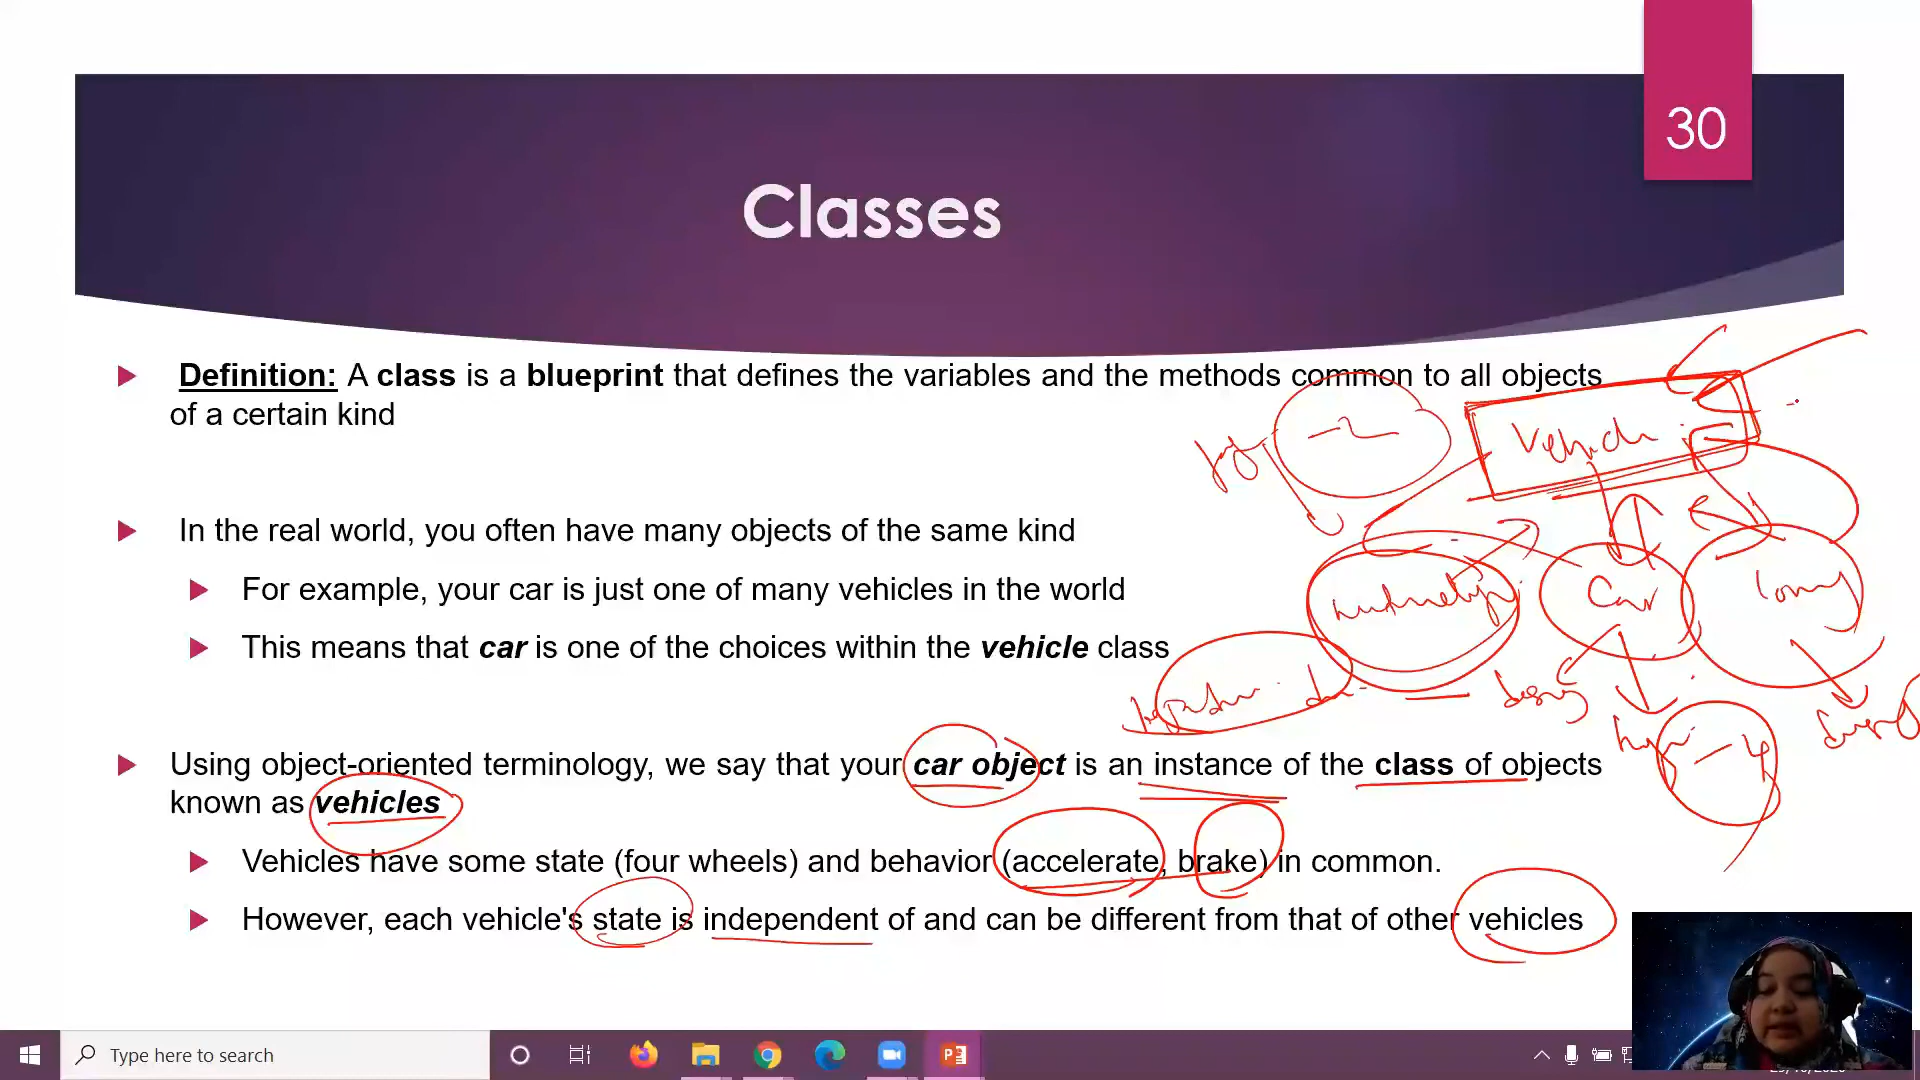 30
Classes
Definition: A class is a blueprint that defines the variables and the methods common to all objects
of a certain kind
In the real world, you often have many objects of the same kind
For example, your car is just one of many vehicles in the world
This means that car is one of the choices within the vehicle class
Using object-oriented terminology, we say that your car object is an instance of the class of objects
known as vehicles
Vehicles have some state (four wheels) and behavior (accelerate, brake) in common.
However, each vehicle's state is independent of and can be different from that of other vehicles
Vehicle
Car
lorry
- 2
- 4
Type here to search